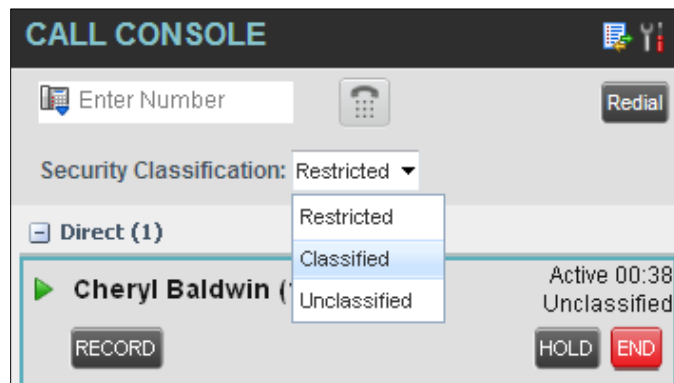 CALL CONSOLE
Enter Number
Redial
Security Classification: Restricted
Restricted
Classified
Unclassified
Direct (1)
Cheryl Baldwin (
Active 00:38
Unclassified
RECORD
HOLD END